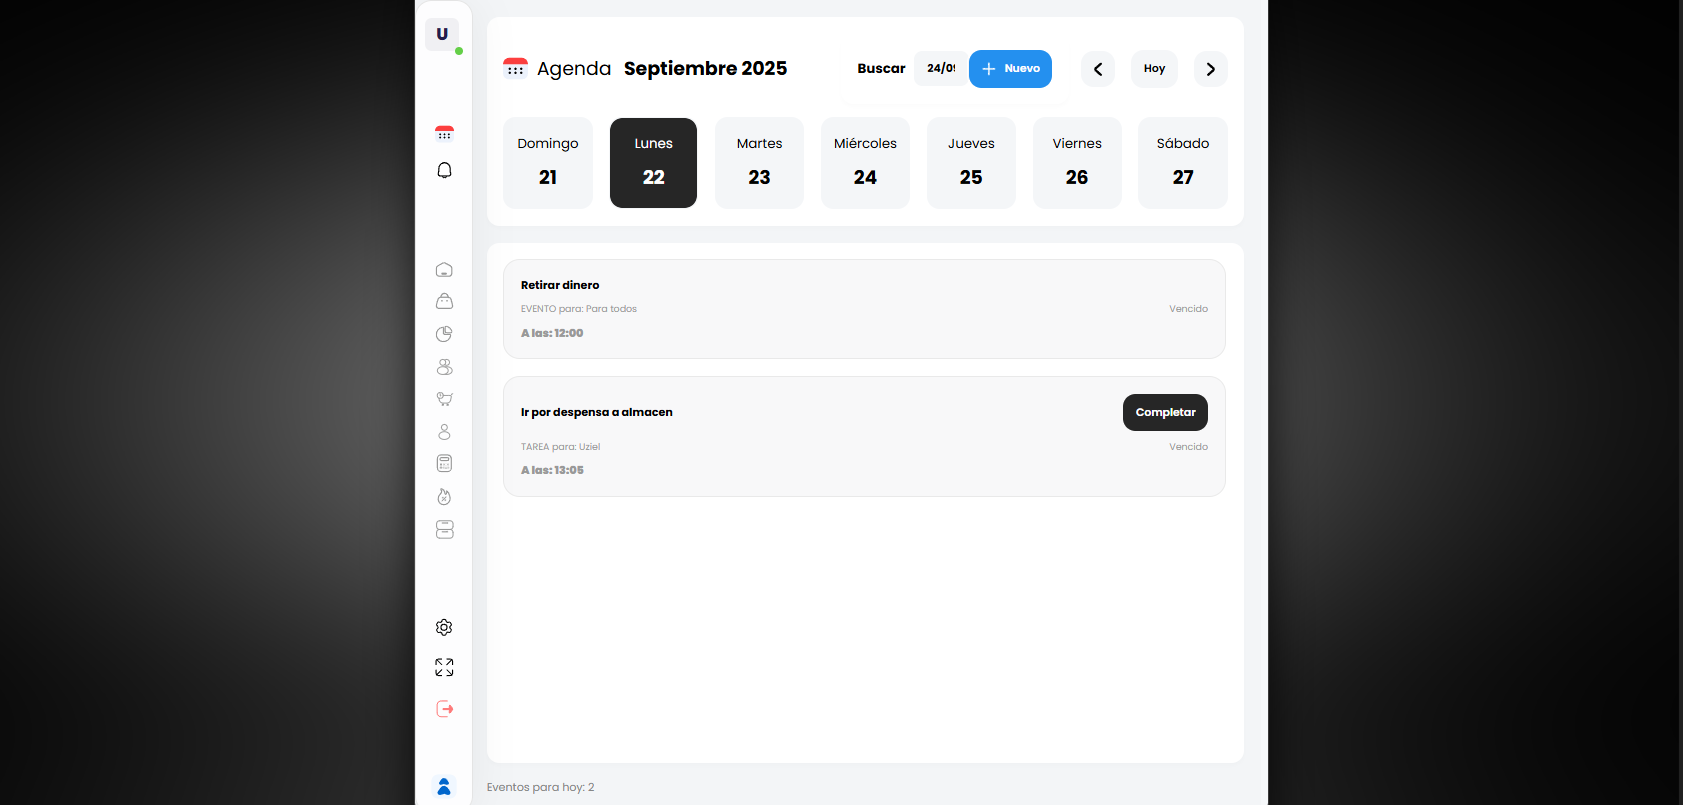 U
Agenda Septiembre 2025
Buscar 24/09 Nuevo Hoy
Domingo Lunes Martes Miércoles Jueves Viernes Sábado
21 22 23 24 25 26 27
Retirar dinero
EVENTO para: Para todos Vencido
A las: 12:00
Ir por despensa a almacen Completar
TAREA para: Uziel Vencido
A las: 13:05
Eventos para hoy: 2